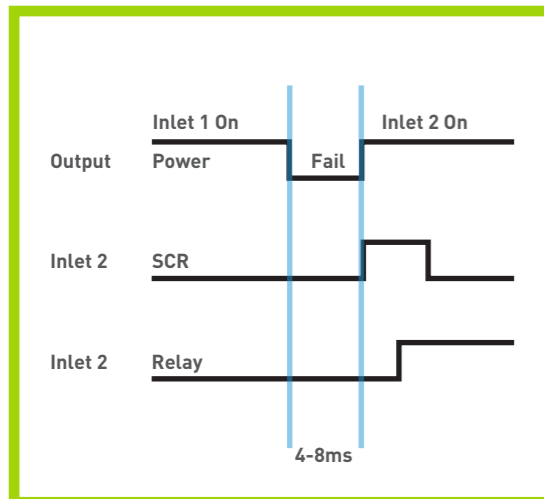 Inlet 1 On Inlet 2 On
Output Power Fail
Inlet 2 SCR
Inlet 2 Relay
4-8ms